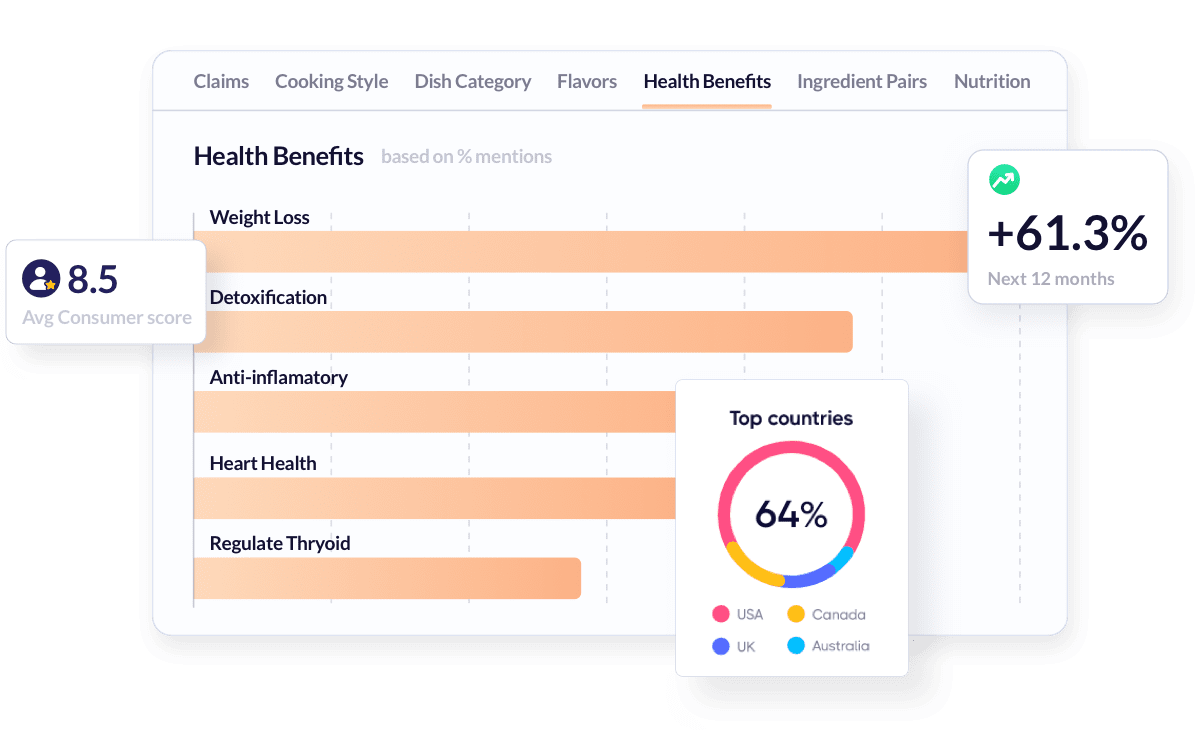 Claims Cooking Style Dish Category Flavors Health Benefits Ingredient Pairs Nutrition
Health Benefits based on % mentions
+61.3%
Next 12 months
Weight Loss
8.5
Avg Consumer score
Detoxification
Anti-inflamatory
Heart Health
Regulate Thryoid
Top countries
64%
USA Canada
UK Australia